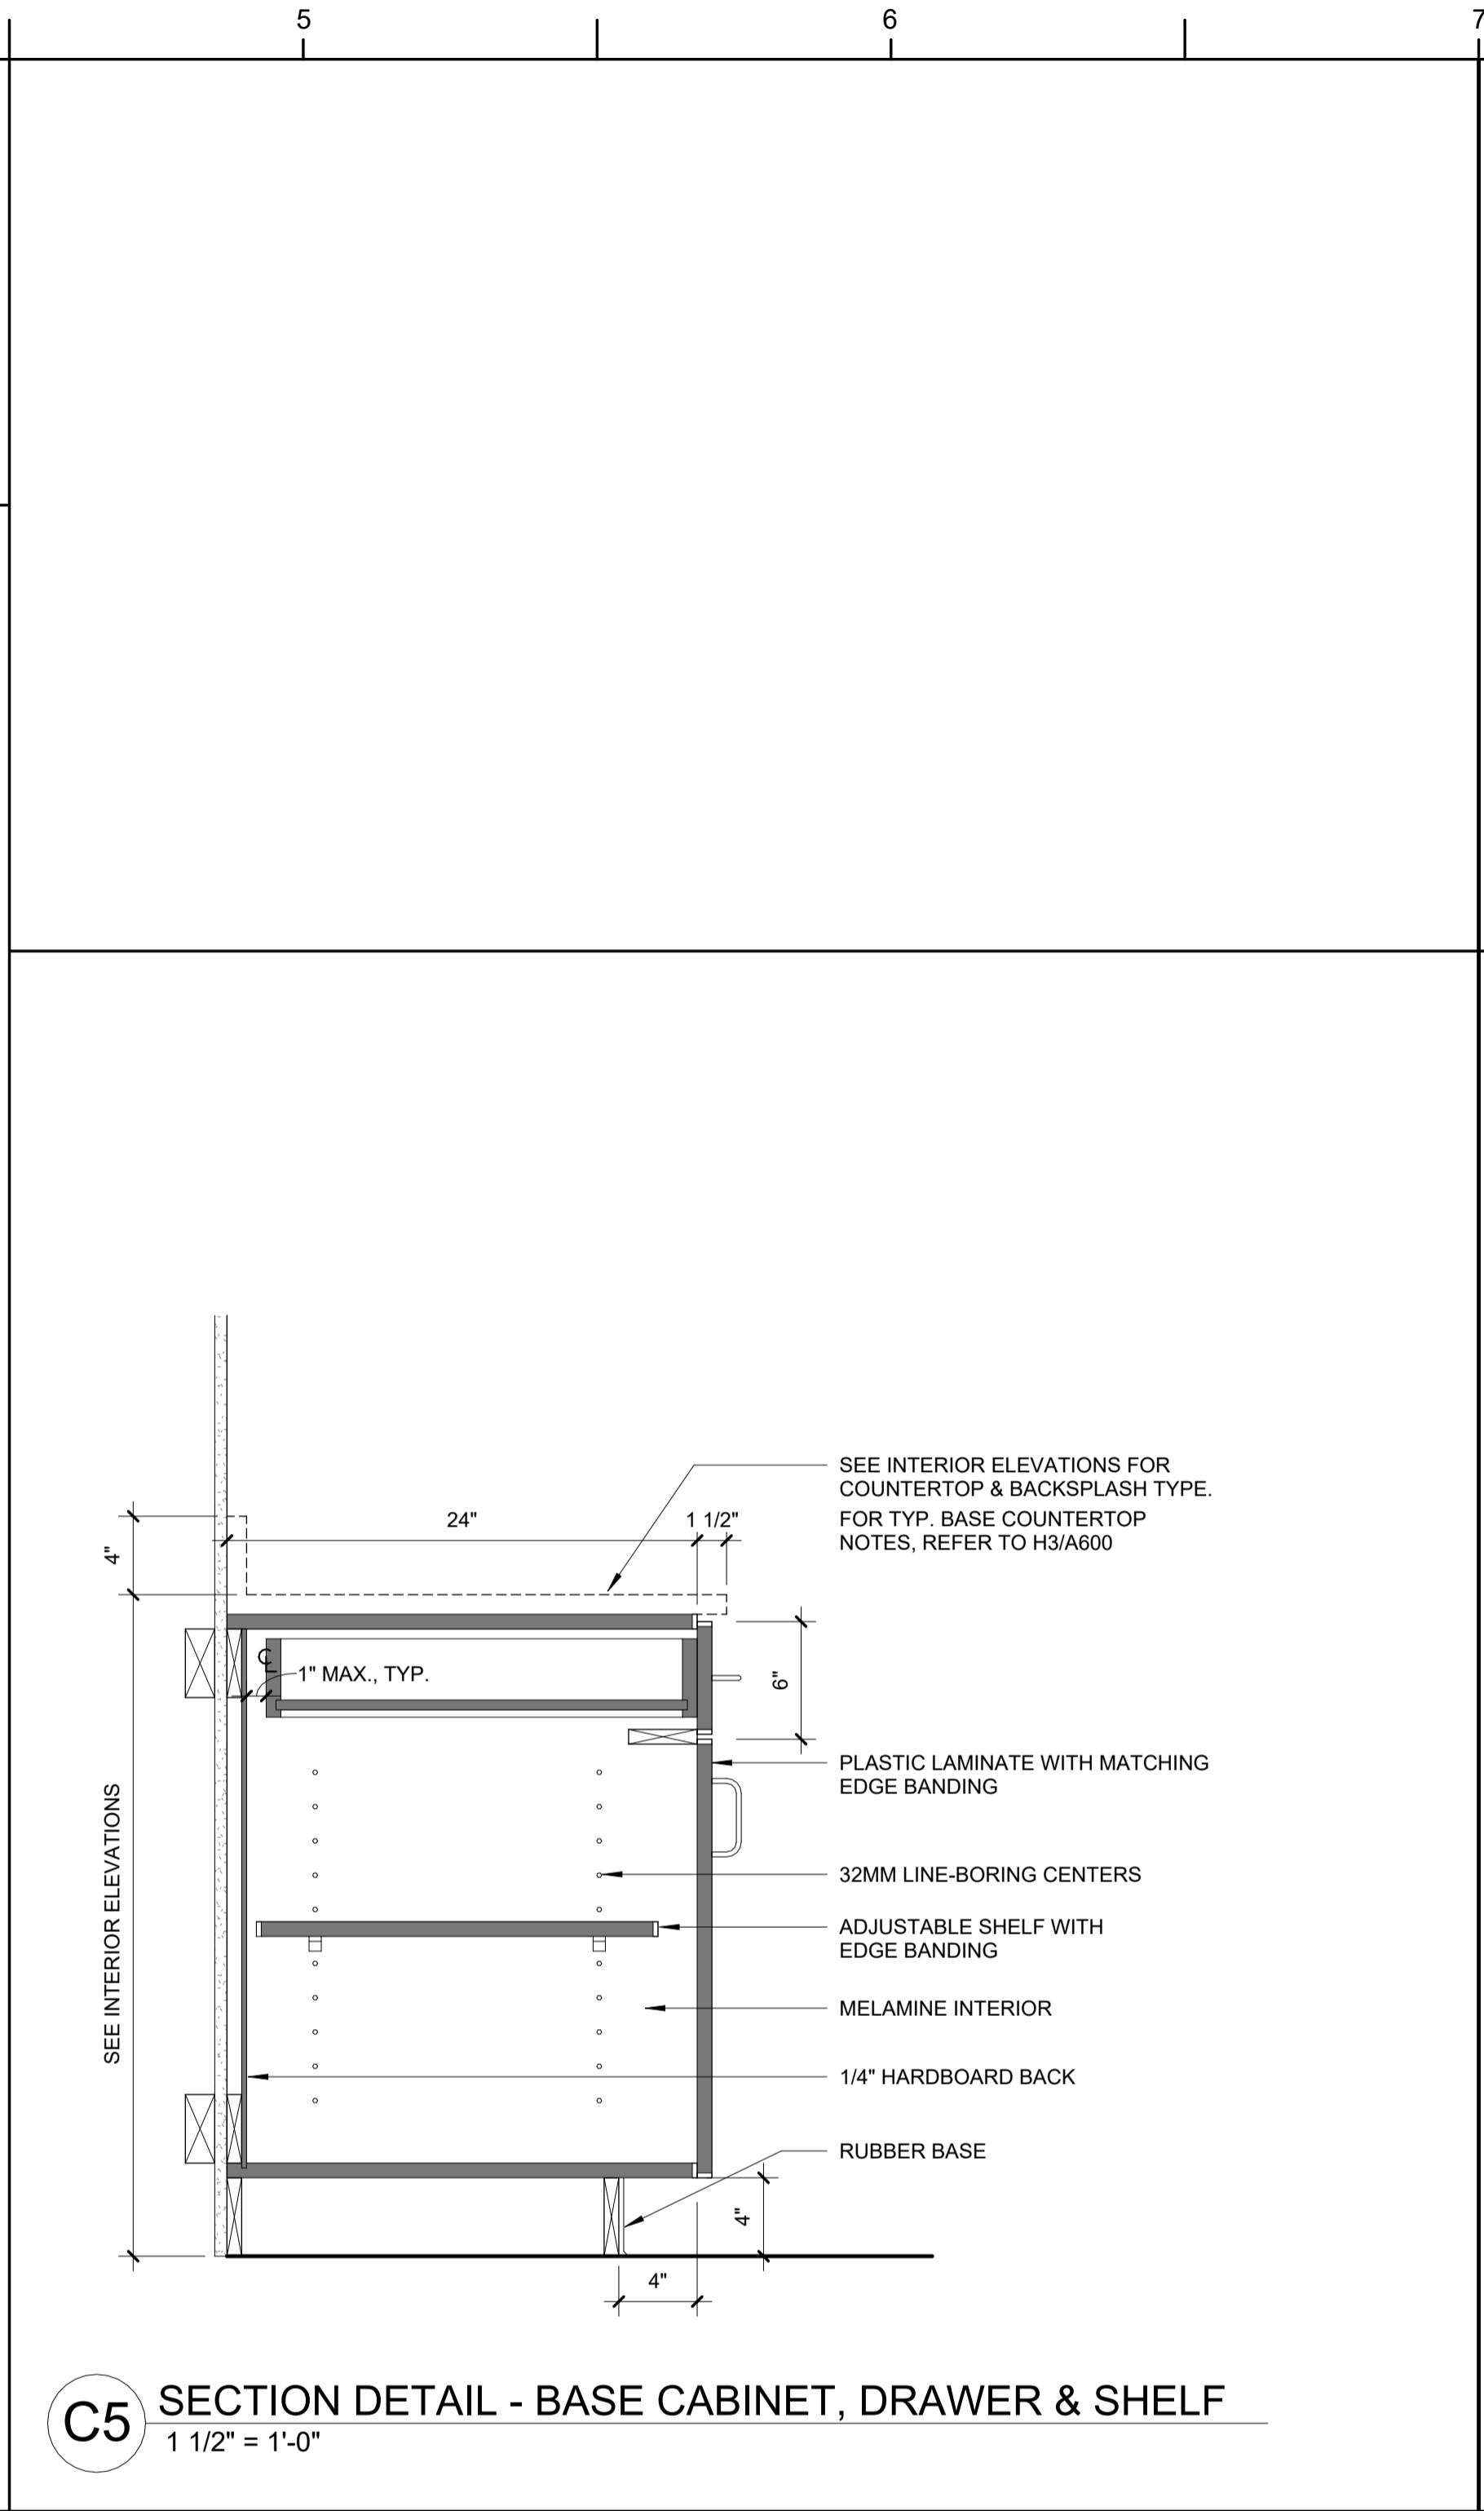 5
6
7
SEE INTERIOR ELEVATIONS FOR
COUNTERTOP & BACKSPLASH TYPE.
FOR TYP. BASE COUNTERTOP
NOTES, REFER TO H3/A600
24"
1 1/2"
4"
CL
1" MAX., TYP.
6"
PLASTIC LAMINATE WITH MATCHING
EDGE BANDING
SEE INTERIOR ELEVATIONS
32MM LINE-BORING CENTERS
ADJUSTABLE SHELF WITH
EDGE BANDING
MELAMINE INTERIOR
1/4" HARDBOARD BACK
RUBBER BASE
4"
4"
C5
SECTION DETAIL - BASE CABINET, DRAWER & SHELF
1 1/2" = 1'-0"